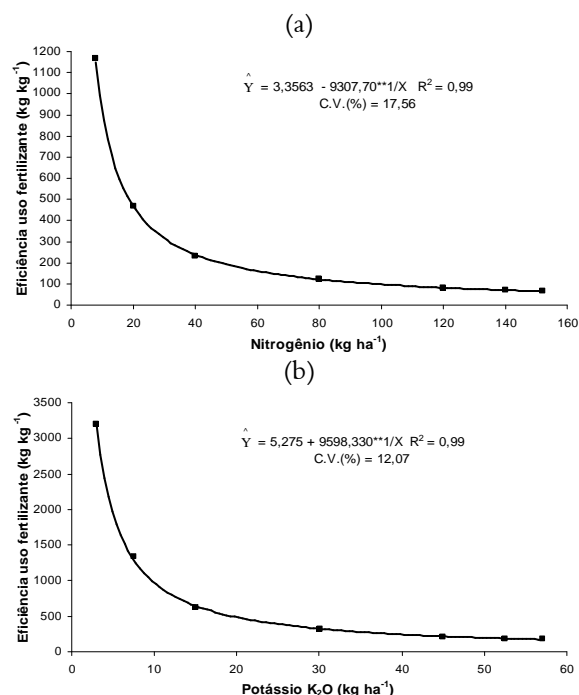 (a)
Eficiência uso fertilizante (kg kg⁻¹)
1200
1100
1000
900
800
700
600
500
400
300
200
100
0
Ŷ = 3,3563 - 9307,70**1/X R² = 0,99
C.V.(%) = 17,56
0 20 40 60 80 100 120 140 160
Nitrogênio (kg ha⁻¹)
(b)
Eficiência uso fertilizante (kg kg⁻¹)
3500
3000
2500
2000
1500
1000
500
0
Ŷ = 5,275 + 9598,330**1/X R² = 0,99
C.V.(%) = 12,07
0 10 20 30 40 50 60
Potássio K₂O (kg ha⁻¹)